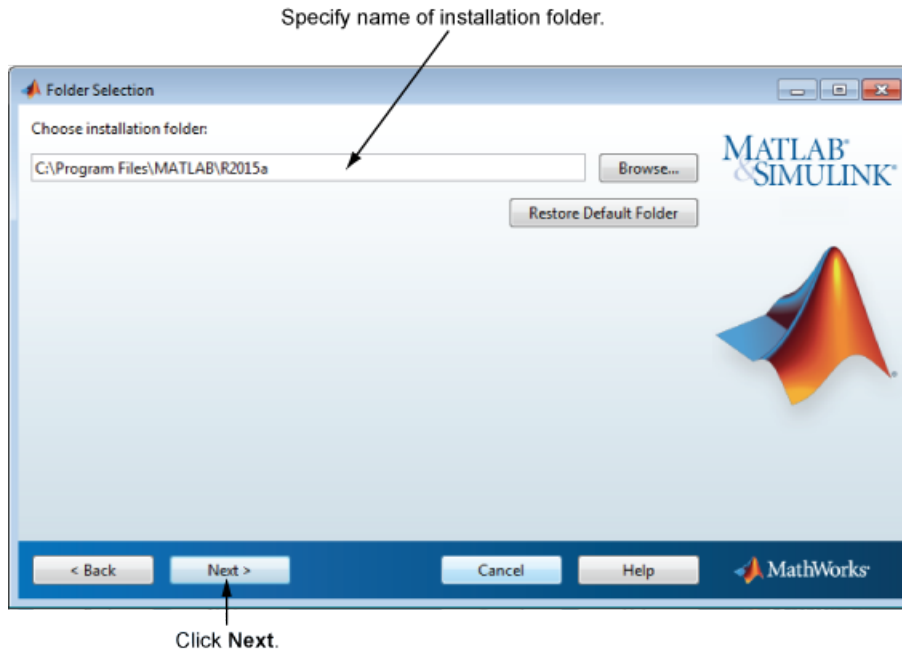 Specify name of installation folder.
Folder Selection
Choose installation folder:
C:\Program Files\MATLAB\R2015a
Browse...
Restore Default Folder
MATLAB®
&SIMULINK®
< Back
Next >
Cancel
Help
MathWorks®
Click Next.